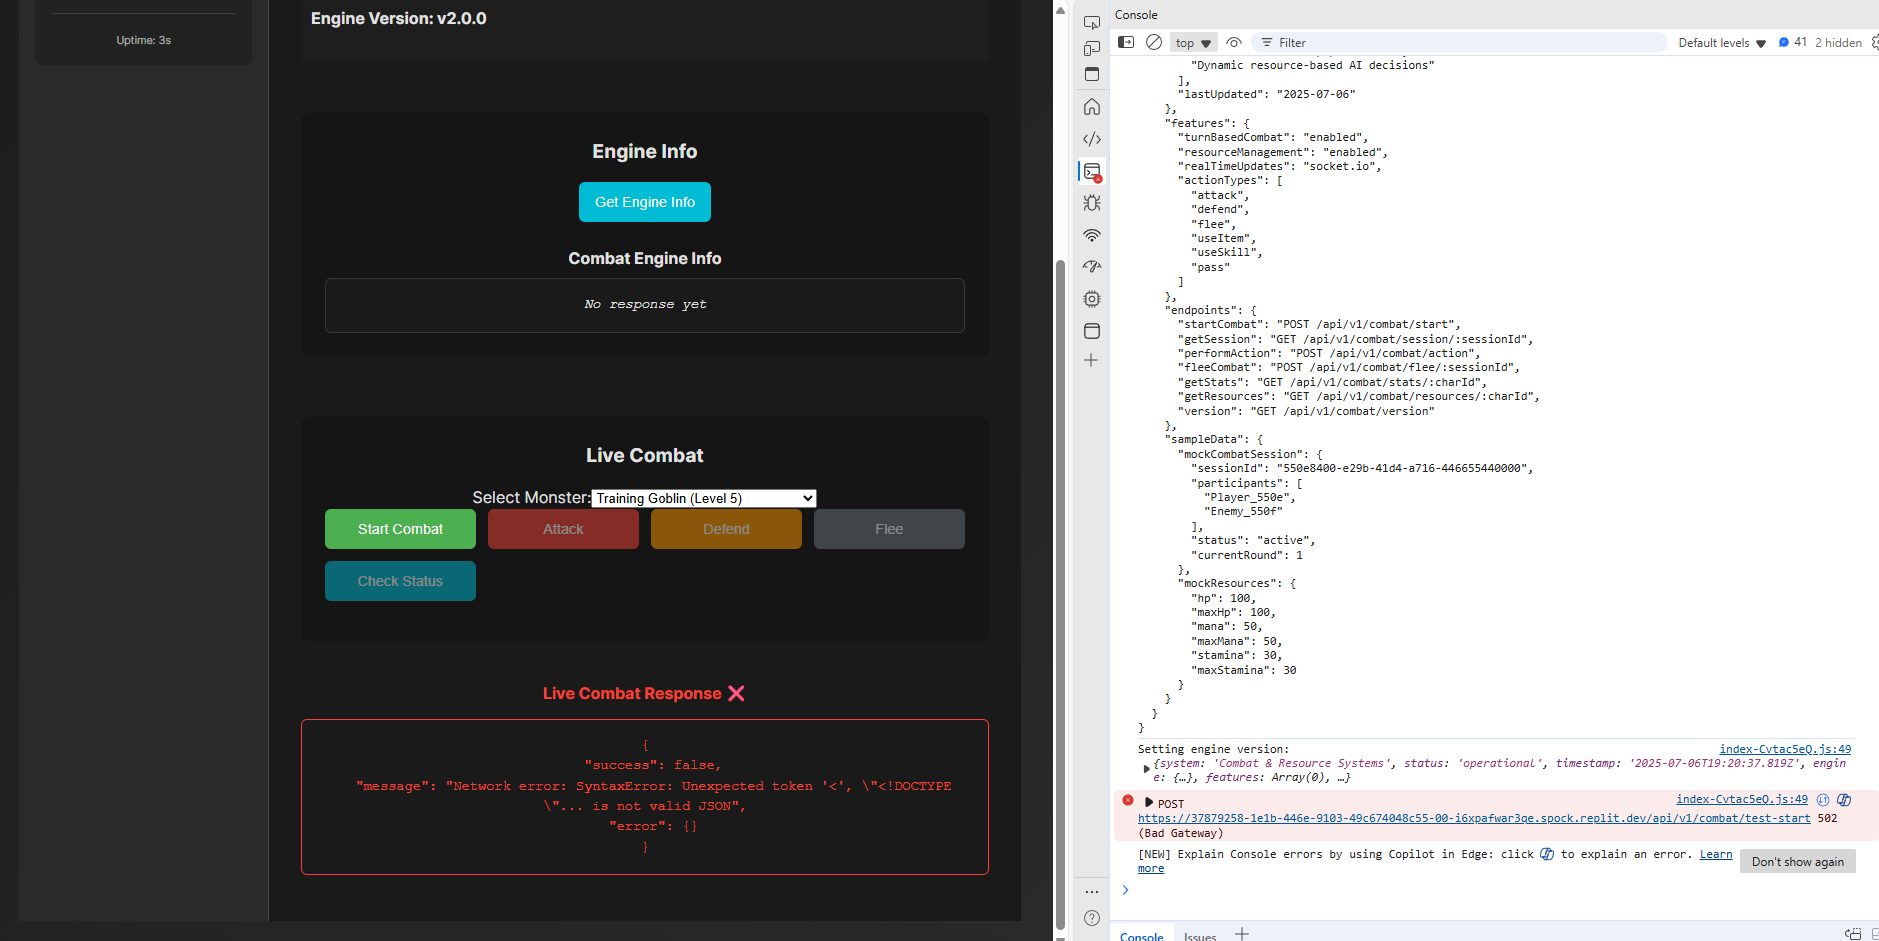 Uptime: 3s
Engine Version: v2.0.0
Engine Info
Get Engine Info
Combat Engine Info
No response yet
Live Combat
Select Monster: Training Goblin (Level 5)
Start Combat
Attack
Defend
Flee
Check Status
Live Combat Response ❌
{
"success": false,
"message": "Network error: SyntaxError: Unexpected token '<', \"<!DOCTYPE
\"... is not valid JSON",
"error": {}
}
Console
top
Filter
Default levels
41
2 hidden
"Dynamic resource-based AI decisions"
],
"lastUpdated": "2025-07-06"
},
"features": {
"turnBasedCombat": "enabled",
"resourceManagement": "enabled",
"realTimeUpdates": "socket.io",
"actionTypes": [
"attack",
"defend",
"flee",
"useItem",
"useSkill",
"pass"
]
},
"endpoints": {
"startCombat": "POST /api/v1/combat/start",
"getSession": "GET /api/v1/combat/session/:sessionId",
"performAction": "POST /api/v1/combat/action",
"fleeCombat": "POST /api/v1/combat/flee/:sessionId",
"getStats": "GET /api/v1/combat/stats/:charId",
"getResources": "GET /api/v1/combat/resources/:charId",
"version": "GET /api/v1/combat/version"
},
"sampleData": {
"mockCombatSession": {
"sessionId": "550e8400-e29b-41d4-a716-446655440000",
"participants": [
"Player_550e",
"Enemy_550f"
],
"status": "active",
"currentRound": 1
},
"mockResources": {
"hp": 100,
"maxHp": 100,
"mana": 50,
"maxMana": 50,
"stamina": 30,
"maxStamina": 30
}
}
}
}
Setting engine version:
index-Cvtac5eQ.js:49
{system: 'Combat & Resource Systems', status: 'operational', timestamp: '2025-07-06T19:20:37.819Z', engin
e: {…}, features: Array(0), …}
POST
index-Cvtac5eQ.js:49
https://37879258-1e1b-446e-9103-49c674048c55-00-i6xpafwar3qe.spock.replit.dev/api/v1/combat/test-start 502
(Bad Gateway)
[NEW] Explain Console errors by using Copilot in Edge: click to explain an error. Learn
more
Don't show again
Console
Issues